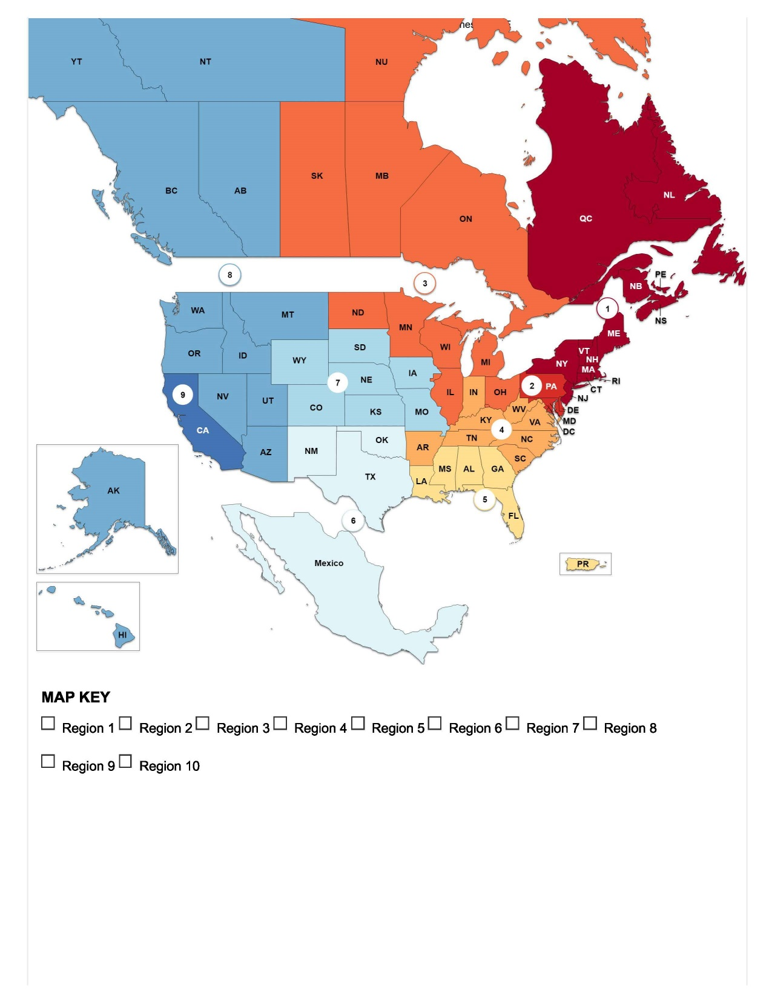 YT
NT
NU
BC
AB
SK
MB
ON
QC
NL
PE
NB
NS
8
3
1
WA
MT
ND
MN
ME
OR
ID
WY
SD
WI
MI
NY
VT
NH
MA
RI
CT
IA
NE
7
9
NV
UT
CO
KS
MO
IL
IN
OH
2
PA
NJ
DE
MD
DC
WV
KY
VA
4
CA
AZ
NM
OK
AR
TN
NC
SC
TX
LA
MS
AL
GA
5
FL
6
AK
Mexico
PR
HI
MAP KEY
Region 1 Region 2 Region 3 Region 4 Region 5 Region 6 Region 7 Region 8
Region 9 Region 10